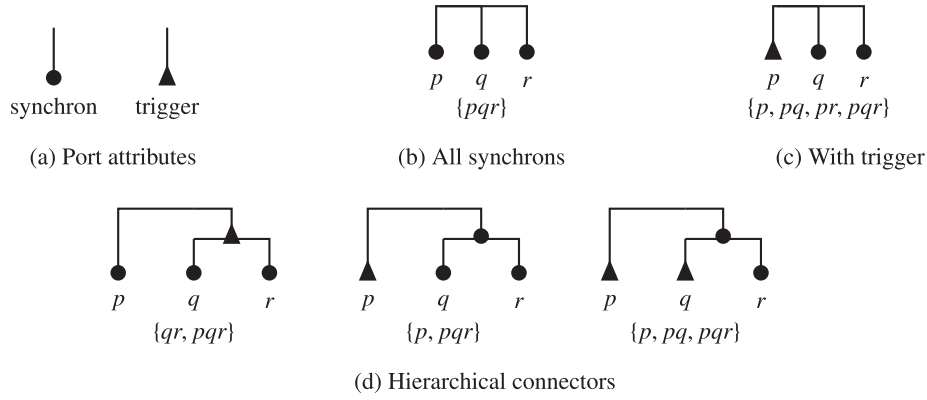 synchron trigger
(a) Port attributes
p q r
{pqr}
(b) All synchrons
p q r
{p, pq, pr, pqr}
(c) With trigger
p q r
{qr, pqr}
p q r
{p, pqr}
p q r
{p, pq, pqr}
(d) Hierarchical connectors